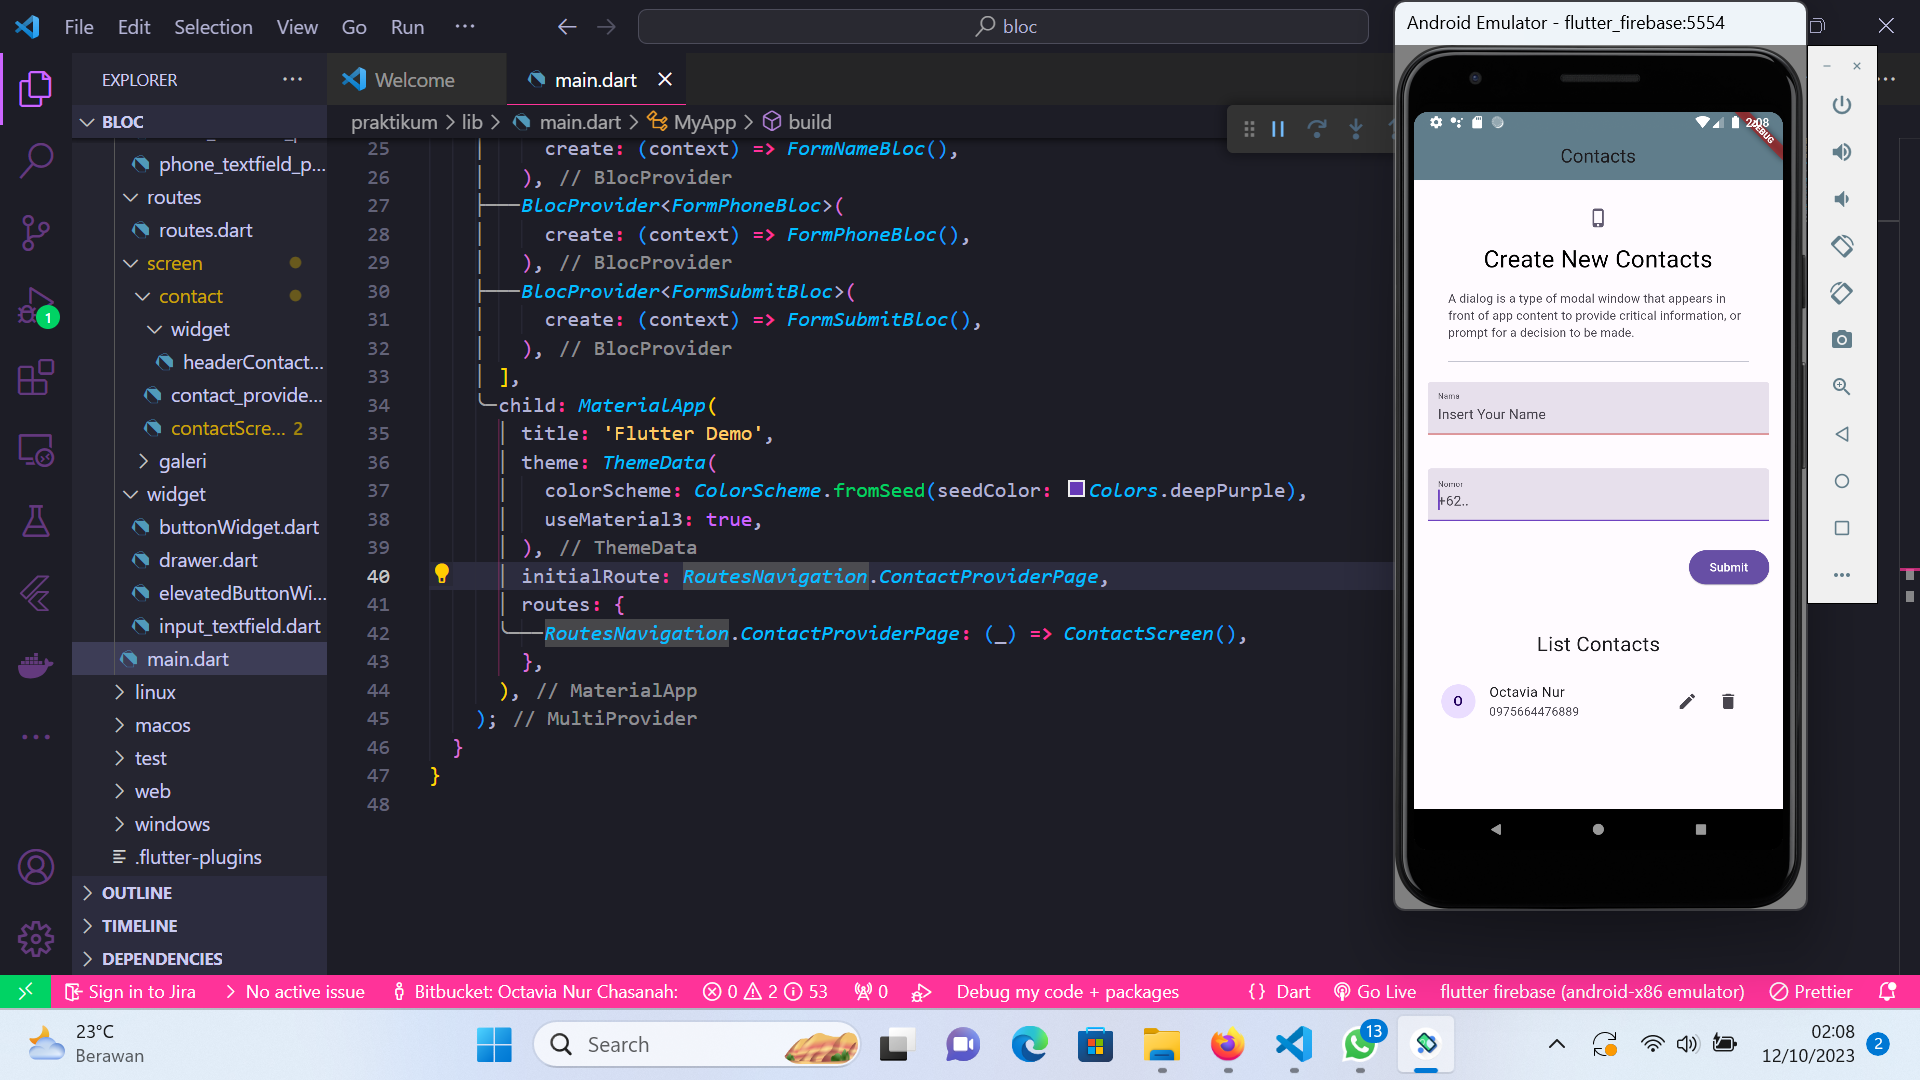 File Edit Selection View Go Run
bloc
EXPLORER
BLOC
phone_textfield_p...
routes
routes.dart
screen
contact
widget
headerContact...
contact_provide...
contactScre... 2
galeri
widget
buttonWidget.dart
drawer.dart
elevatedButtonWi...
input_textfield.dart
main.dart
linux
macos
test
web
windows
.flutter-plugins
OUTLINE
TIMELINE
DEPENDENCIES
1
Welcome
main.dart
praktikum > lib > main.dart > MyApp > build
25 create: (context) => FormNameBloc(),
26 ), // BlocProvider
27 BlocProvider<FormPhoneBloc>(
28 create: (context) => FormPhoneBloc(),
29 ), // BlocProvider
30 BlocProvider<FormSubmitBloc>(
31 create: (context) => FormSubmitBloc(),
32 ), // BlocProvider
33 ],
34 child: MaterialApp(
35 title: 'Flutter Demo',
36 theme: ThemeData(
37 colorScheme: ColorScheme.fromSeed(seedColor: Colors.deepPurple),
38 useMaterial3: true,
39 ), // ThemeData
40 initialRoute: RoutesNavigation.ContactProviderPage,
41 routes: {
42 RoutesNavigation.ContactProviderPage: (_) => ContactScreen(),
43 },
44 ), // MaterialApp
45 ); // MultiProvider
46 }
47 }
48
Android Emulator - flutter_firebase:5554
2:08
DEBUG
Contacts
Create New Contacts
A dialog is a type of modal window that appears in
front of app content to provide critical information, or
prompt for a decision to be made.
Nama
Insert Your Name
Nomor
+62..
Submit
List Contacts
O
Octavia Nur
0975664476889
Sign in to Jira No active issue Bitbucket: Octavia Nur Chasanah: 0 2 53 0 Debug my code + packages {} Dart Go Live flutter firebase (android-x86 emulator) Prettier
23°C
Berawan
Search
13
02:08
12/10/2023
2